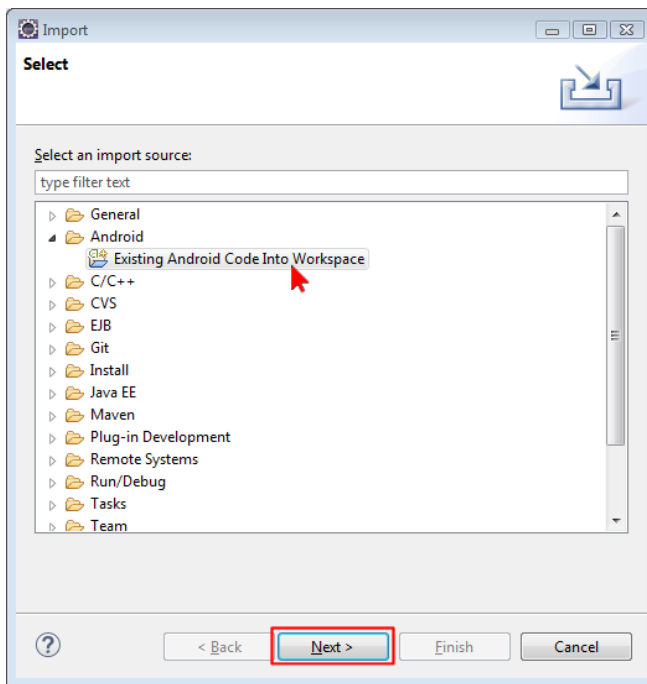 Import
Select
Select an import source:
type filter text
General
Android
Existing Android Code Into Workspace
C/C++
CVS
EJB
Git
Install
Java EE
Maven
Plug-in Development
Remote Systems
Run/Debug
Tasks
Team
?
< Back Next > Finish Cancel